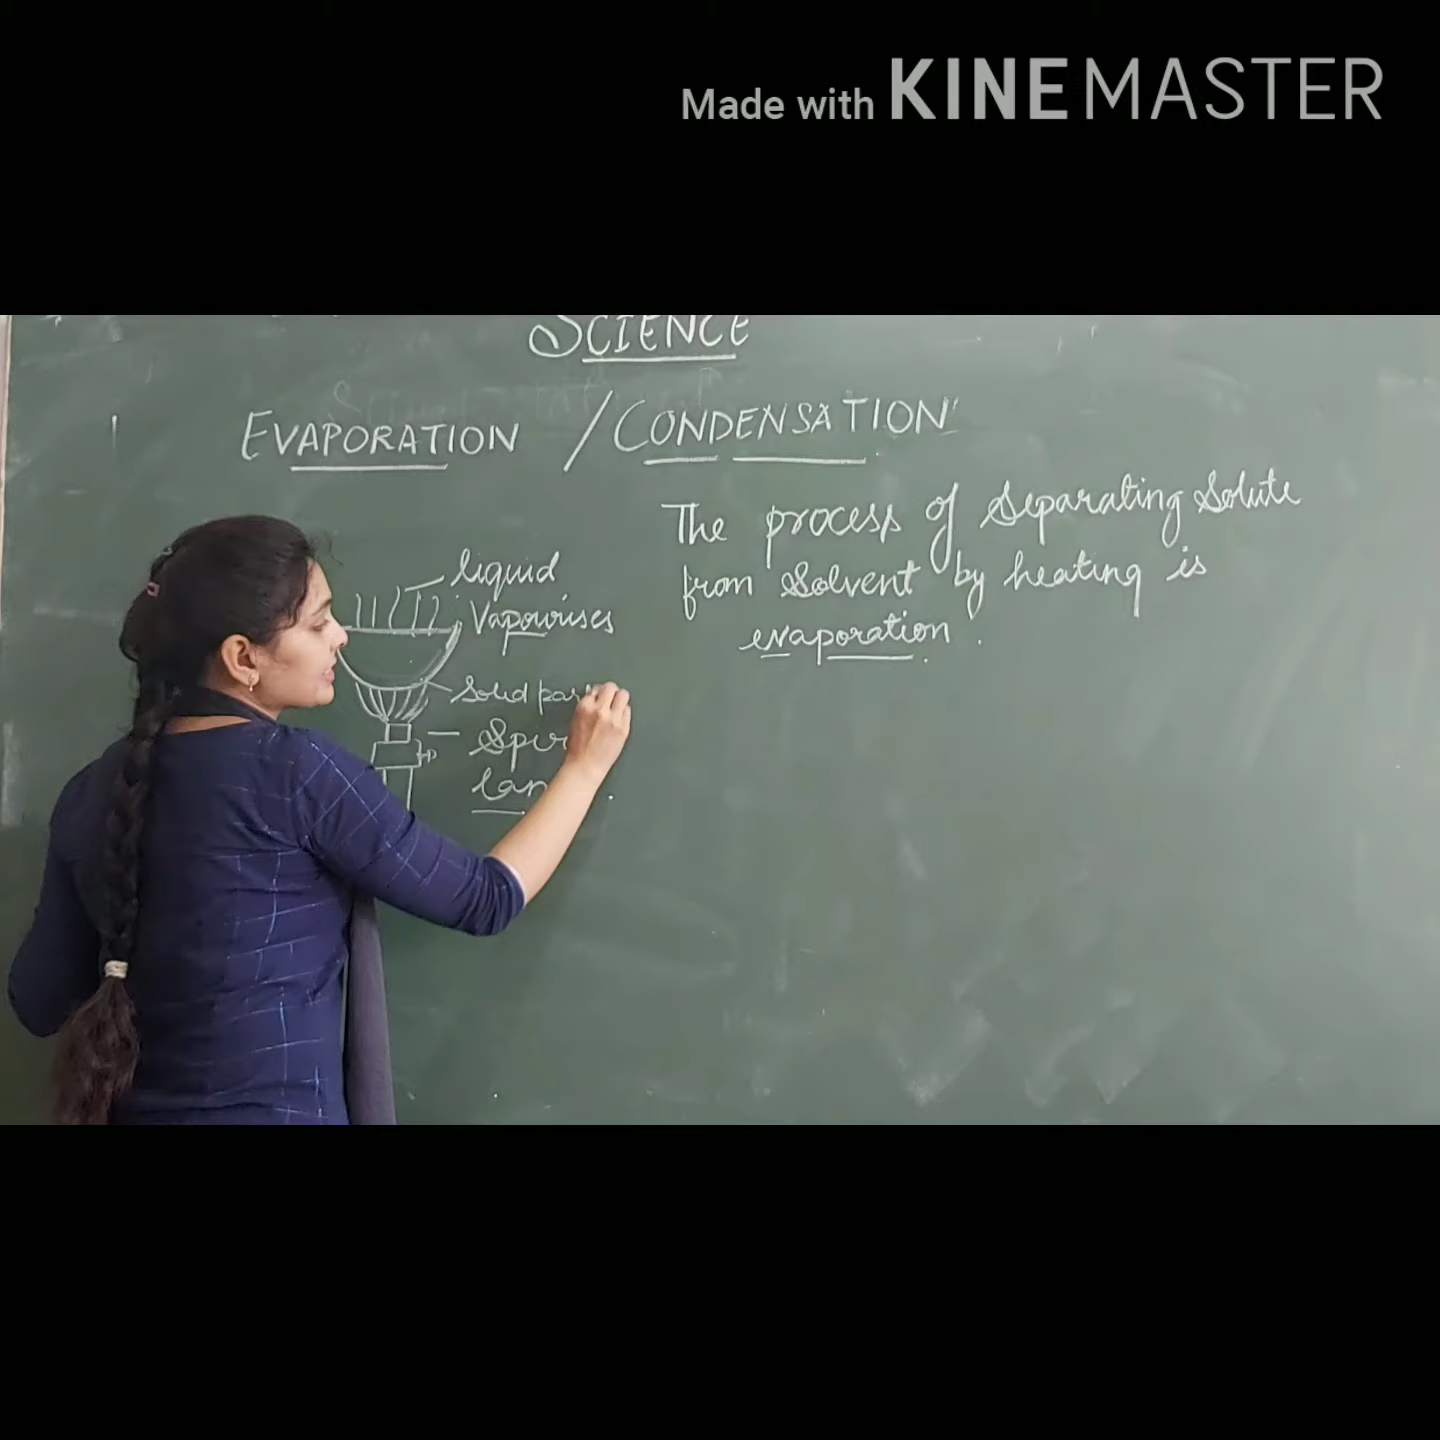 Made with KINEMASTER
SCIENCE
EVAPORATION / CONDENSATION
The process of separating solute
from solvent by heating is
evaporation.
liquid
Vapourises
Solid